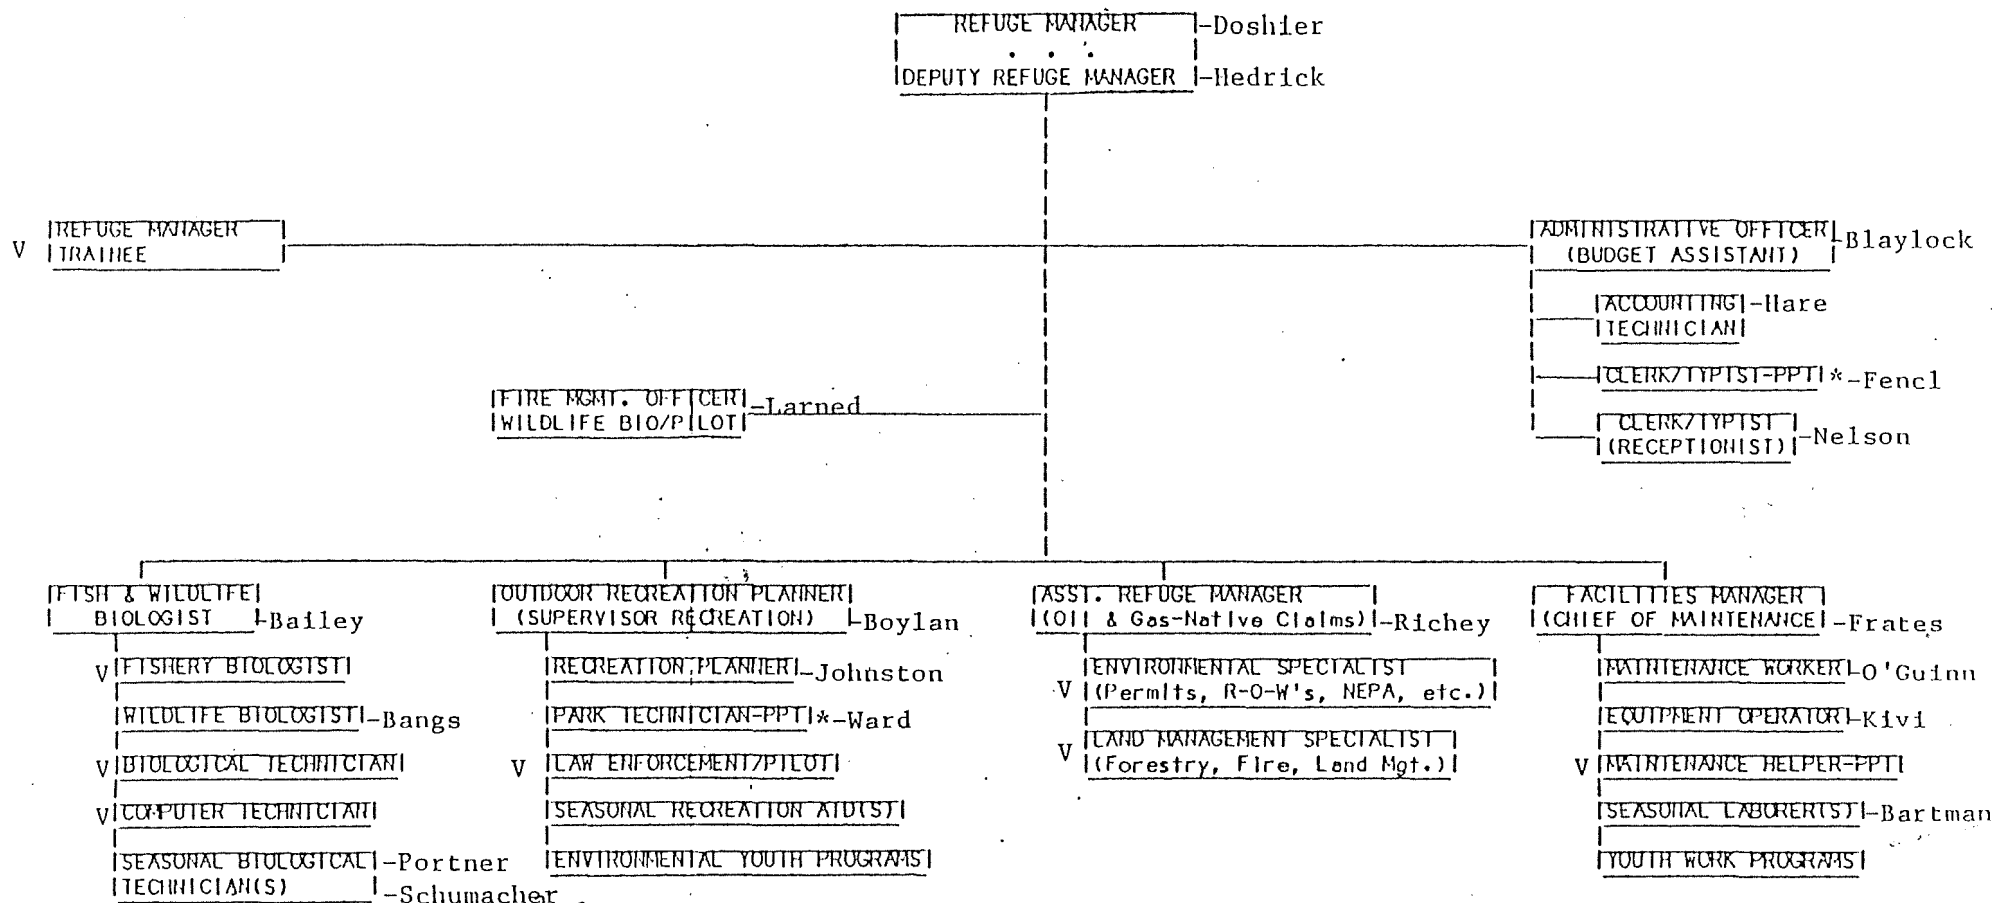 REFUGE MANAGER -Doshier
. . .
DEPUTY REFUGE MANAGER -Hedrick
V REFUGE MANAGER
TRAINEE
ADMINISTRATIVE OFFICER -Blaylock
(BUDGET ASSISTANT)
ACCOUNTING -Hare
TECHNICIAN
CLERK/TYPIST-PPT *-Fencl
CLERK/TYPIST
(RECEPTIONIST) -Nelson
FIRE MGMT. OFFICER -Larned
WILDLIFE BIO/PILOT
FISH & WILDLIFE
BIOLOGIST -Bailey
V FISHERY BIOLOGIST
WILDLIFE BIOLOGIST -Bangs
V BIOLOGICAL TECHNICIAN
V COMPUTER TECHNICIAN
SEASONAL BIOLOGICAL -Portner
TECHNICIAN(S) -Schumacher
OUTDOOR RECREATION PLANNER
(SUPERVISOR RECREATION) -Boylan
RECREATION PLANNER -Johnston
PARK TECHNICIAN-PPT *-Ward
V LAW ENFORCEMENT/PILOT
SEASONAL RECREATION AID(S)
ENVIRONMENTAL YOUTH PROGRAMS
ASST. REFUGE MANAGER
(Oil & Gas-Native Claims) -Richey
ENVIRONMENTAL SPECIALIST
V (Permits, R-O-W's, NEPA, etc.)
LAND MANAGEMENT SPECIALIST
V (Forestry, Fire, Land Mgt.)
FACILITIES MANAGER
(CHIEF OF MAINTENANCE -Frates
MAINTENANCE WORKER -O'Guinn
EQUIPMENT OPERATOR -Kivi
V MAINTENANCE HELPER-PPT
SEASONAL LABORER(S) -Bartman
YOUTH WORK PROGRAMS